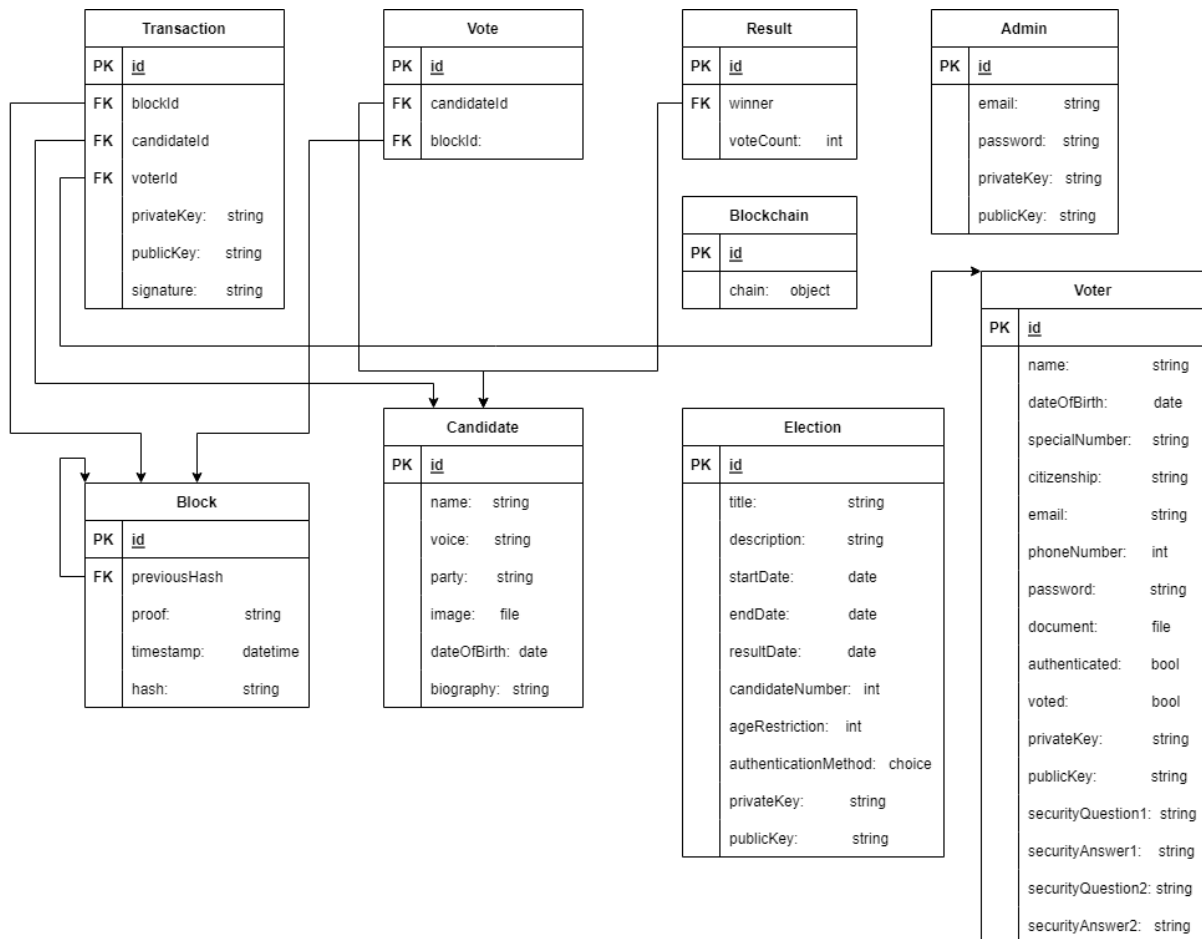 Transaction
PK id
FK blockId
FK candidateId
FK voterId
privateKey: string
publicKey: string
signature: string
Vote
PK id
FK candidateId
FK blockId:
Result
PK id
FK winner
voteCount: int
Admin
PK id
email: string
password: string
privateKey: string
publicKey: string
Blockchain
PK id
chain: object
Voter
PK id
name: string
dateOfBirth: date
specialNumber: string
citizenship: string
email: string
phoneNumber: int
password: string
document: file
authenticated: bool
voted: bool
privateKey: string
publicKey: string
securityQuestion1: string
securityAnswer1: string
securityQuestion2: string
securityAnswer2: string
Candidate
PK id
name: string
voice: string
party: string
image: file
dateOfBirth: date
biography: string
Election
PK id
title: string
description: string
startDate: date
endDate: date
resultDate: date
candidateNumber: int
ageRestriction: int
authenticationMethod: choice
privateKey: string
publicKey: string
Block
PK id
FK previousHash
proof: string
timestamp: datetime
hash: string